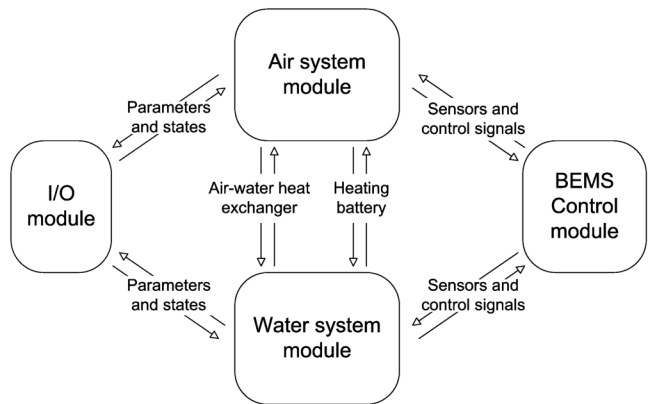 Air system
module
Parameters
and states
Sensors and
control signals
I/O
module
Air-water heat
exchanger
Heating
battery
BEMS
Control
module
Parameters
and states
Sensors and
control signals
Water system
module